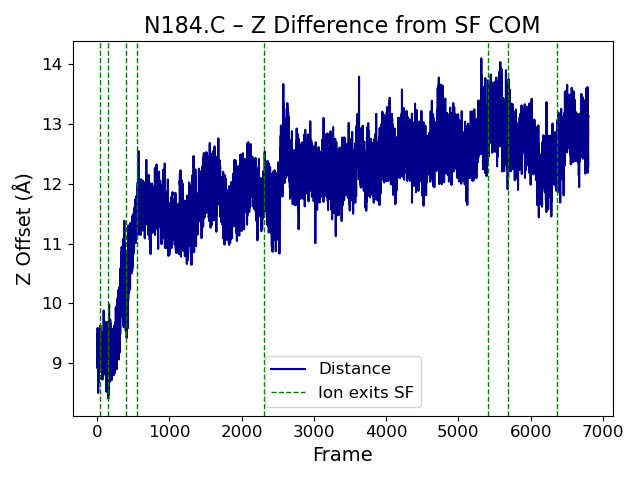 N184.C – Z Difference from SF COM
Z Offset (Å)
14
13
12
11
10
9
Distance
Ion exits SF
0 1000 2000 3000 4000 5000 6000 7000
Frame